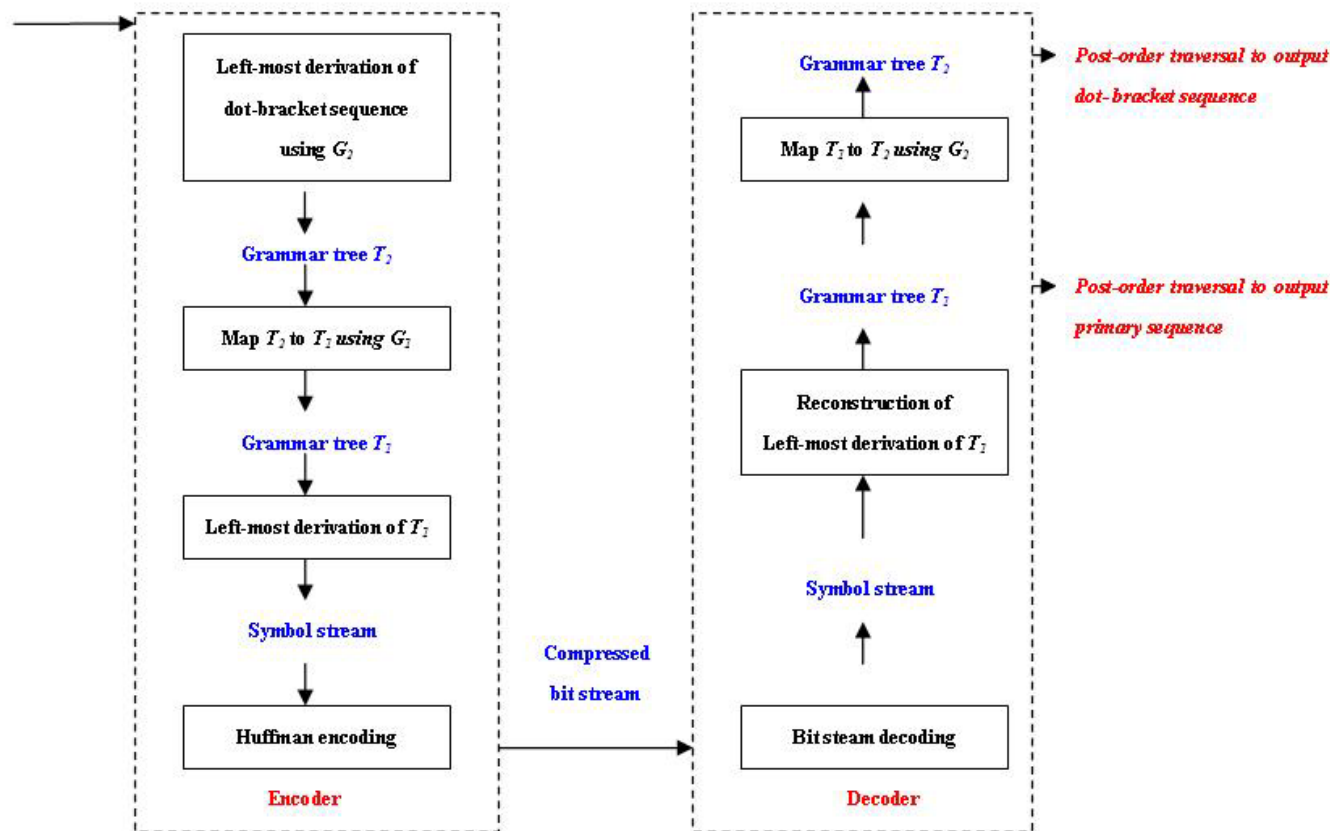 Left-most derivation of
dot-bracket sequence
using G₂
Grammar tree T₂
Map T₂ to T₁ using G₁
Grammar tree T₁
Left-most derivation of T₁
Symbol stream
Huffman encoding
Encoder
Compressed
bit stream
Grammar tree T₂
Map T₁ to T₂ using G₂
Grammar tree T₁
Reconstruction of
Left-most derivation of T₁
Symbol stream
Bit steam decoding
Decoder
Post-order traversal to output
dot-bracket sequence
Post-order traversal to output
primary sequence